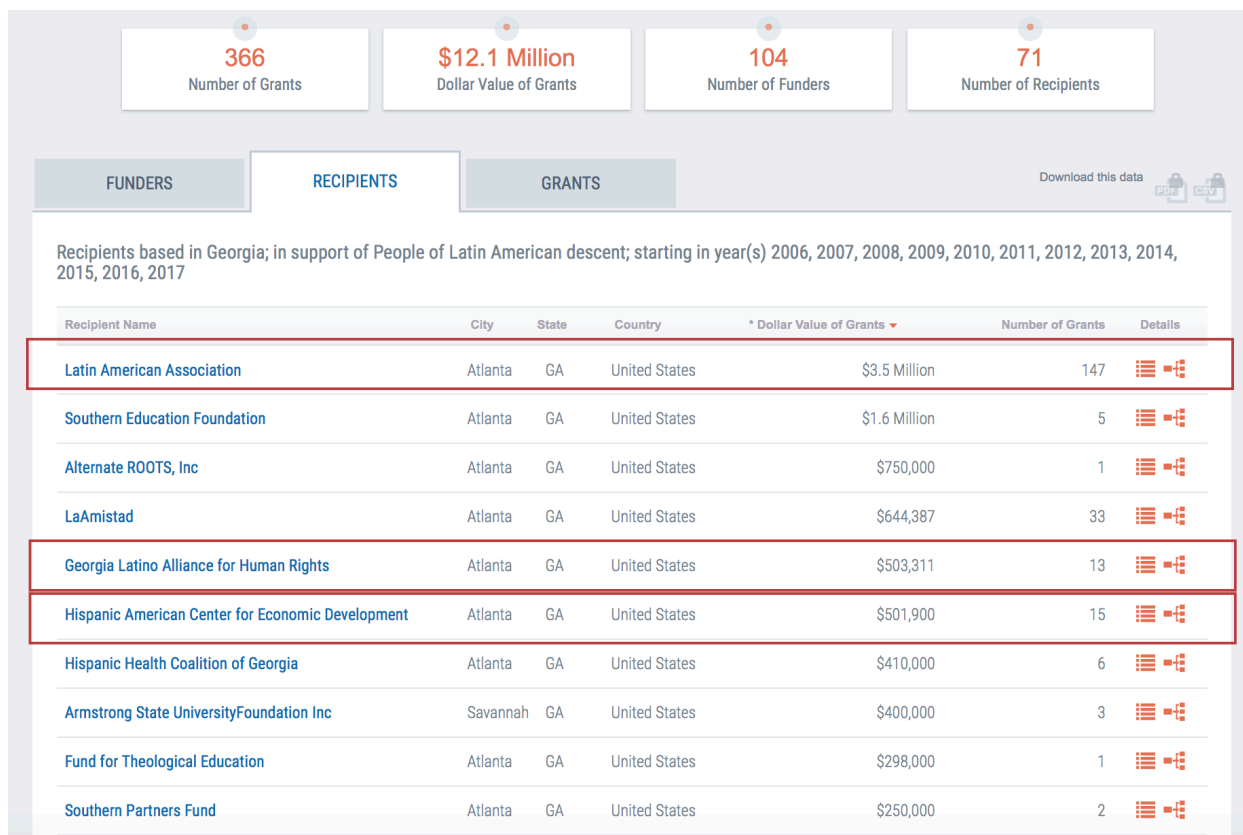 366
Number of Grants
$12.1 Million
Dollar Value of Grants
104
Number of Funders
71
Number of Recipients
FUNDERS
RECIPIENTS
GRANTS
Download this data
PDF
CSV
Recipients based in Georgia; in support of People of Latin American descent; starting in year(s) 2006, 2007, 2008, 2009, 2010, 2011, 2012, 2013, 2014,
2015, 2016, 2017
Recipient Name City State Country * Dollar Value of Grants Number of Grants Details
Latin American Association Atlanta GA United States $3.5 Million 147
Southern Education Foundation Atlanta GA United States $1.6 Million 5
Alternate ROOTS, Inc Atlanta GA United States $750,000 1
LaAmistad Atlanta GA United States $644,387 33
Georgia Latino Alliance for Human Rights Atlanta GA United States $503,311 13
Hispanic American Center for Economic Development Atlanta GA United States $501,900 15
Hispanic Health Coalition of Georgia Atlanta GA United States $410,000 6
Armstrong State UniversityFoundation Inc Savannah GA United States $400,000 3
Fund for Theological Education Atlanta GA United States $298,000 1
Southern Partners Fund Atlanta GA United States $250,000 2